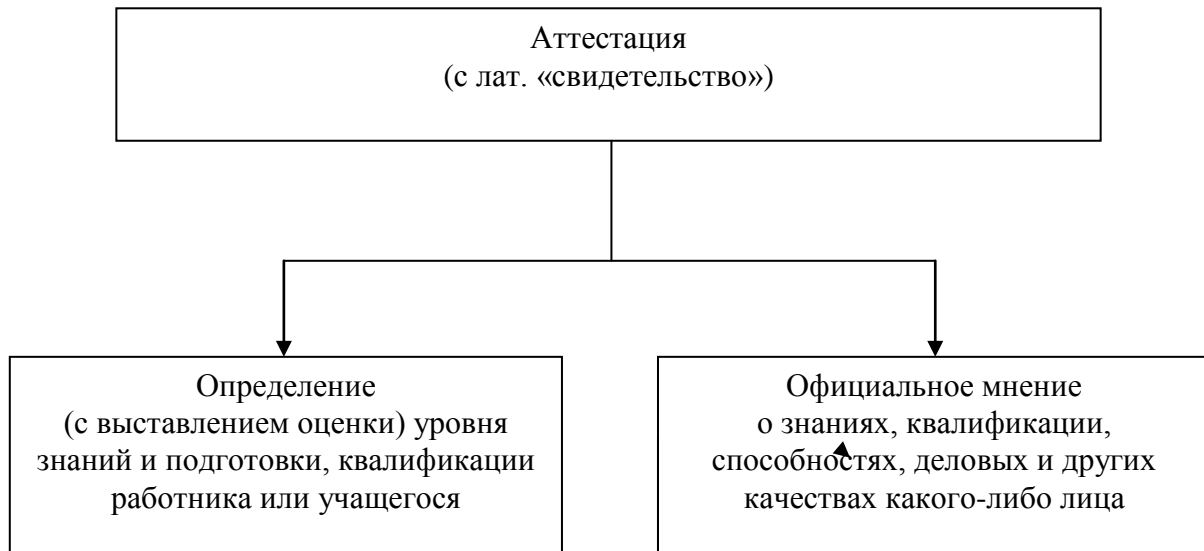 Аттестация
(с лат. «свидетельство»)
Определение
(с выставлением оценки) уровня
знаний и подготовки, квалификации
работника или учащегося
Официальное мнение
о знаниях, квалификации,
способностях, деловых и других
качествах какого-либо лица